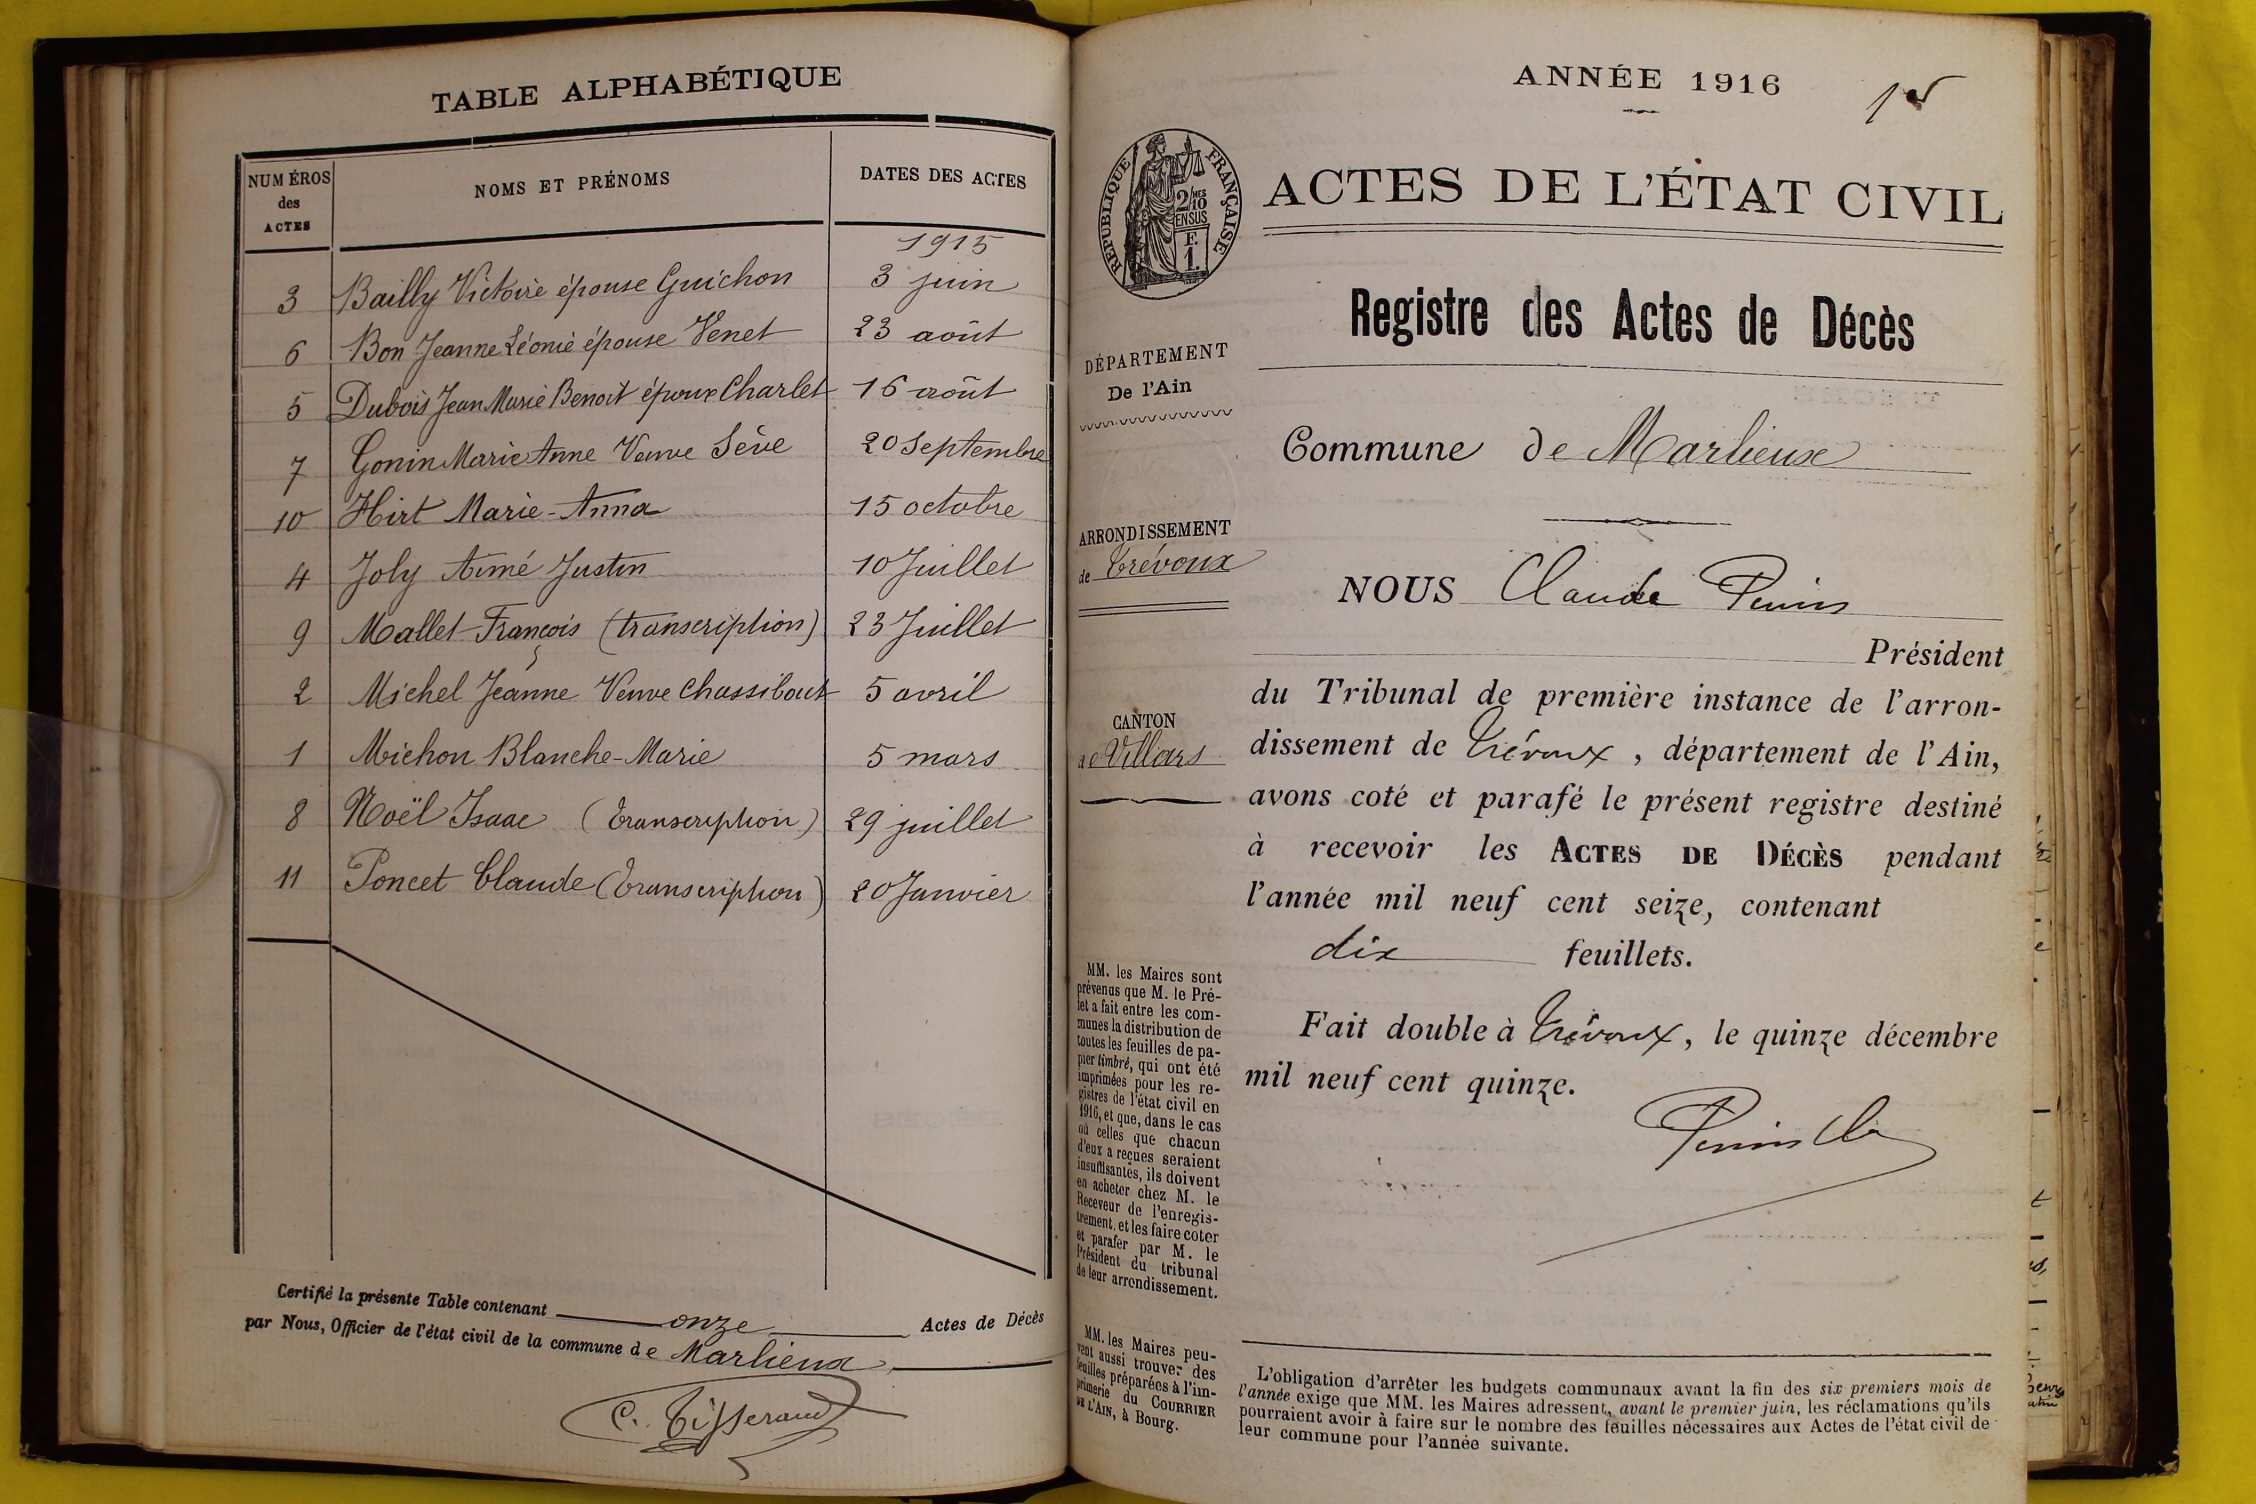 TABLE ALPHABÉTIQUE
NUMÉROS des ACTES
NOMS ET PRÉNOMS
DATES DES ACTES
1915
3 Bailly Victoire épouse Guichon 3 juin
6 Bon Jeanne Léonie épouse Venet 23 août
5 Dubois Jean Marie Benoit époux Charlet 16 août
7 Gonin Marie Anne Veuve Sève 20 Septembre
10 Hirt Marie-Anna 15 octobre
4 Joly Aimé Justin 10 Juillet
9 Mallet François (transcription) 23 Juillet
2 Michel Jeanne Veuve Chassibout 5 avril
1 Michon Blanche-Marie 5 mars
8 Noël Isaac (Transcription) 29 juillet
11 Poncet Claude (Transcription) 20 Janvier
Certifié la présente Table contenant onze Actes de Décès
par Nous, Officier de l'état civil de la commune de Marlieux
C. Tisserand
ANNÉE 1916
1er
RÉPUBLIQUE FRANÇAISE
2/10
EN SUS
F.
1.
ACTES DE L'ÉTAT CIVIL
Registre des Actes de Décès
DÉPARTEMENT
De l'Ain
Commune de Marlieux
ARRONDISSEMENT
de Trévoux
NOUS Claude
Président
du Tribunal de première instance de l'arron-
dissement de Trévoux, département de l'Ain,
avons coté et parafé le présent registre destiné
à recevoir les ACTES DE DÉCÈS pendant
l'année mil neuf cent seize, contenant
dix feuillets.
Fait double à Trévoux, le quinze décembre
mil neuf cent quinze.
CANTON
de Villars
MM. les Maires sont
prévenus que M. le Pré-
fet a fait entre les com-
munes la distribution de
toutes les feuilles de pa-
pier timbré, qui ont été
imprimées pour les re-
gistres de l'état civil en
1916, et que, dans le cas
où celles que chacun
d'eux a reçues seraient
insuffisantes, ils doivent
en acheter chez M. le
Receveur de l'enregis-
trement, et les faire coter
et parafer par M. le
Président du tribunal
de leur arrondissement.
MM. les Maires peu-
vent aussi trouver des
feuilles préparées à l'im-
primerie du COURRIER
DE L'AIN, à Bourg.
L'obligation d'arrêter les budgets communaux avant la fin des six premiers mois de
l'année exige que MM. les Maires adressent, avant le premier juin, les réclamations qu'ils
pourraient avoir à faire sur le nombre des feuilles nécessaires aux Actes de l'état civil de
leur commune pour l'année suivante.